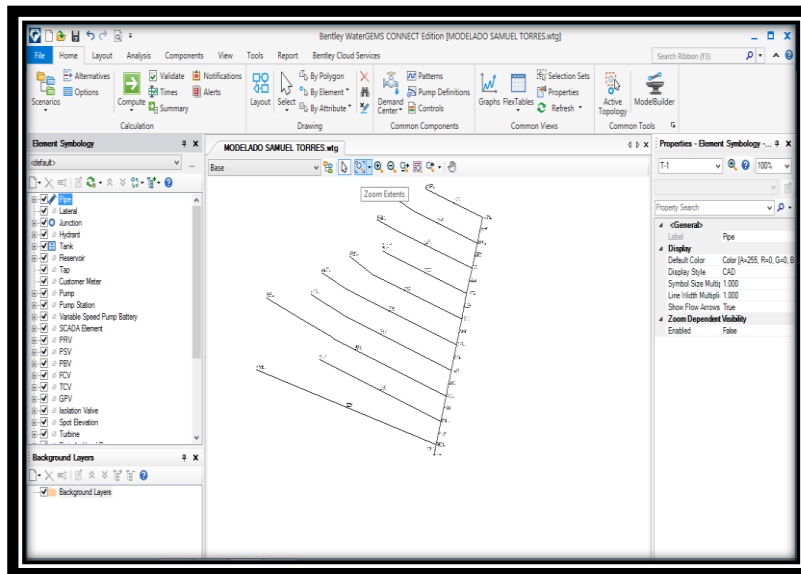 Bentley WaterGEMS CONNECT Edition [MODELADO SAMUEL TORRES.wtg]
File Home Layout Analysis Components View Tools Report Bentley Cloud Services Search Ribbon (F3)
Scenarios Alternatives Options
Compute Validate Times Summary Notifications Alerts
Calculation
Layout Select By Polygon By Element By Attribute
Drawing
Demand Center Patterns Pump Definitions Controls
Common Components
Graphs FlexTables Selection Sets Properties Refresh
Common Views
Active Topology ModelBuilder
Common Tools
Element Symbology
<default>
Pipe
Lateral
Junction
Hydrant
Tank
Reservoir
Tap
Customer Meter
Pump
Pump Station
Variable Speed Pump Battery
SCADA Element
PRV
PSV
PBV
FCV
TCV
GPV
Isolation Valve
Spot Elevation
Turbine
Background Layers
Background Layers
MODELADO SAMUEL TORRES.wtg
Base
Zoom Extents
Properties - Element Symbology -...
T-1 100%
Property Search
<General>
Label Pipe
Display
Default Color Color [A=255, R=0, G=0, B
Display Style CAD
Symbol Size Multip 1.000
Line Width Multipli 1.000
Show Flow Arrows True
Zoom Dependent Visibility
Enabled False